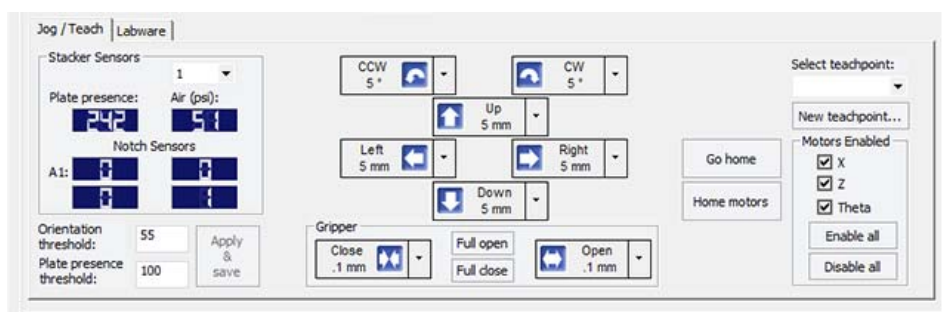 Jog / Teach Labware
Stacker Sensors
1
Plate presence: Air (psi):
242 51
Notch Sensors
A1: 0 0
0 1
Orientation threshold: 55
Plate presence threshold: 100
Apply & save
CCW 5 °
CW 5 °
Up 5 mm
Left 5 mm
Right 5 mm
Down 5 mm
Gripper
Close .1 mm
Full open
Full close
Open .1 mm
Go home
Home motors
Select teachpoint:
New teachpoint...
Motors Enabled
X
Z
Theta
Enable all
Disable all